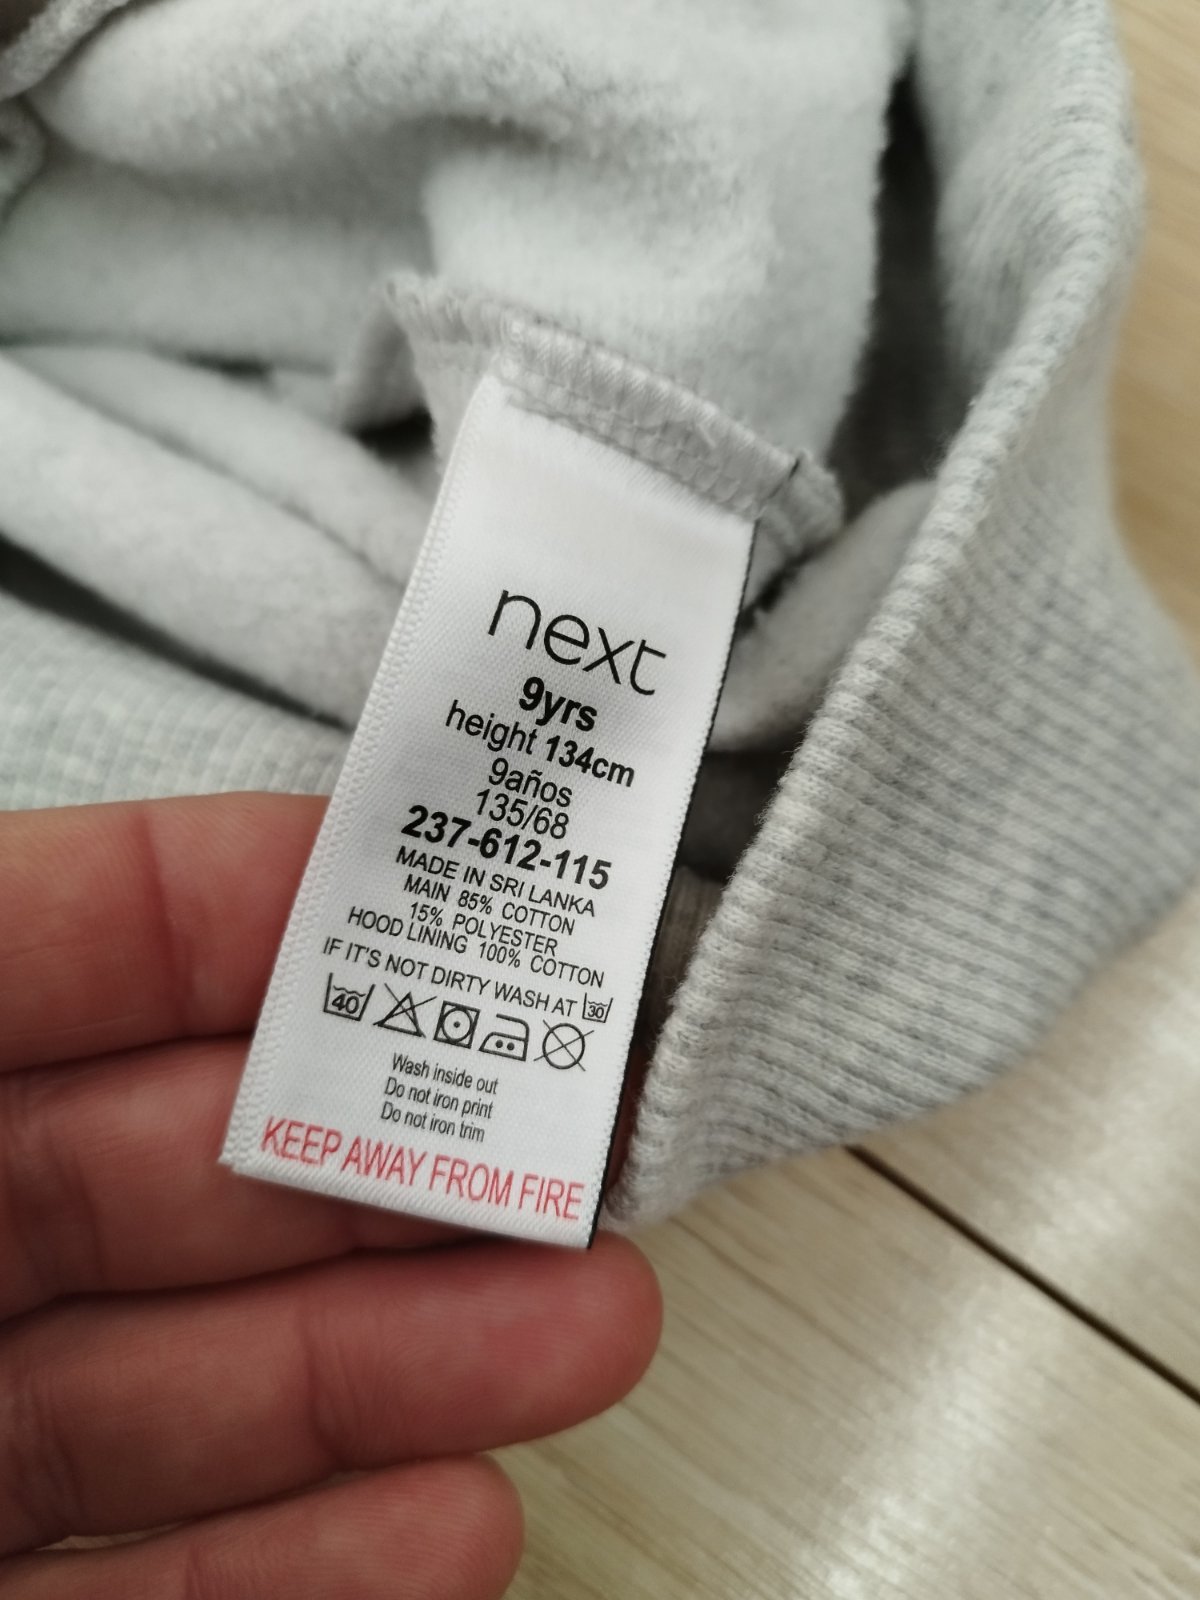 next
9yrs
height 134cm
9años
135/68
237-612-115
MADE IN SRI LANKA
MAIN 85% COTTON
15% POLYESTER
HOOD LINING 100% COTTON
IF IT'S NOT DIRTY WASH AT 30
40
Wash inside out
Do not iron print
Do not iron trim
KEEP AWAY FROM FIRE